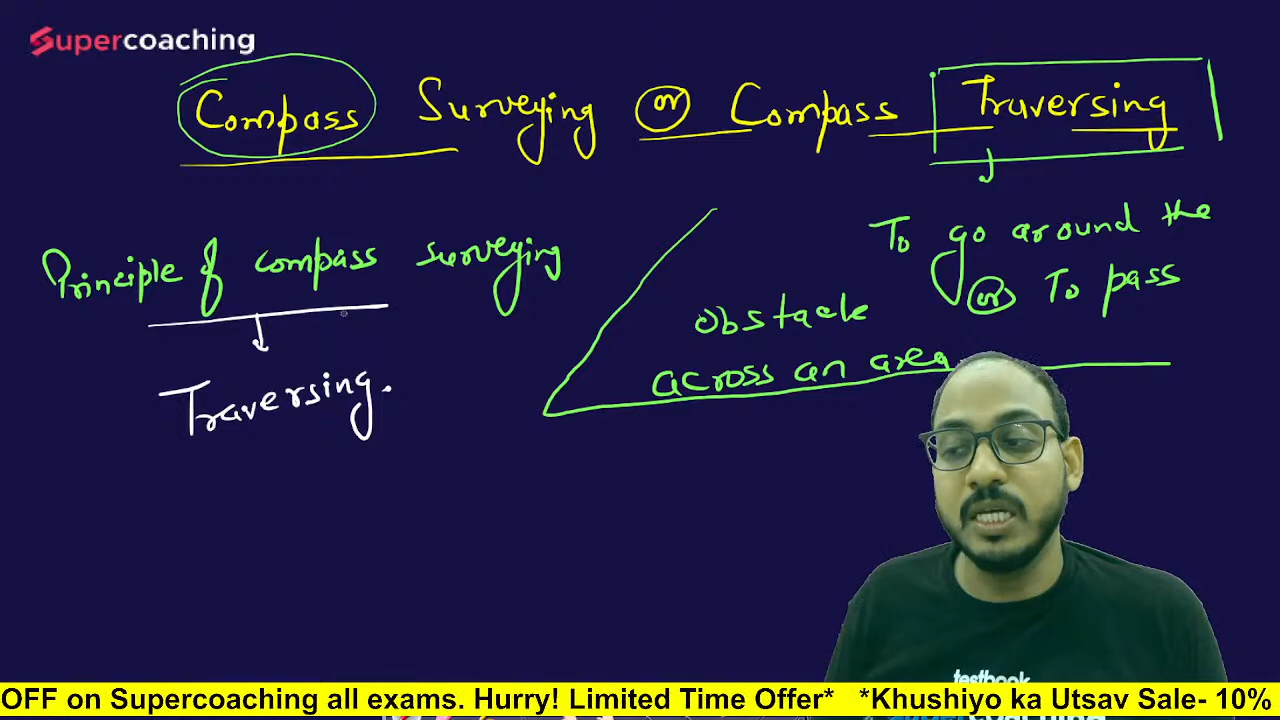 Supercoaching
Compass Surveying or Compass Traversing
To go around the
Principle of compass surveying
obstacle or To pass
across an area
Traversing.
testbook
OFF on Supercoaching all exams. Hurry! Limited Time Offer* *Khushiyo ka Utsav Sale- 10%